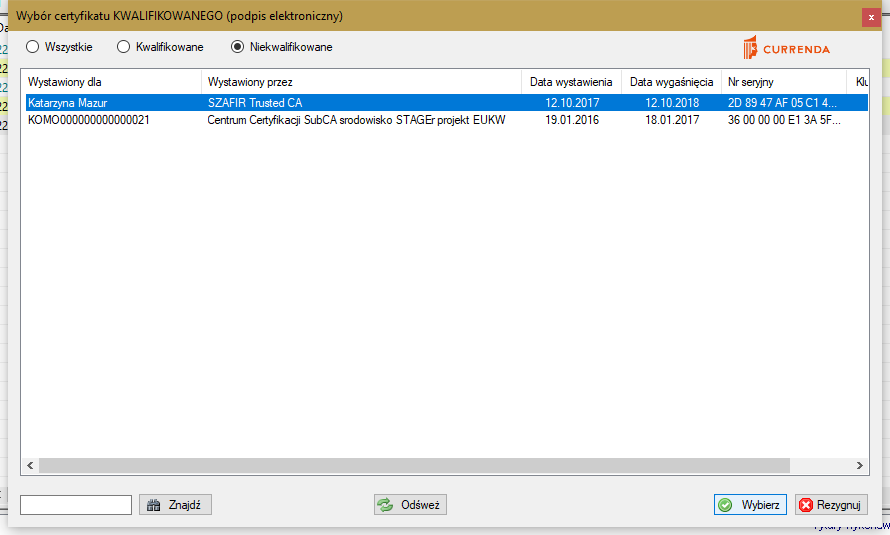 Wybór certyfikatu KWALIFIKOWANEGO (podpis elektroniczny)
Wszystkie Kwalifikowane Niekwalifikowane
CURRENDA
Wystawiony dla Wystawiony przez Data wystawienia Data wygaśnięcia Nr seryjny Klu
Katarzyna Mazur SZAFIR Trusted CA 12.10.2017 12.10.2018 2D 89 47 AF 05 C1 4...
KOMO000000000000021 Centrum Certyfikacji SubCA srodowisko STAGEr projekt EUKW 19.01.2016 18.01.2017 36 00 00 00 E1 3A 5F...
Znajdź Odśwież Wybierz Rezygnuj